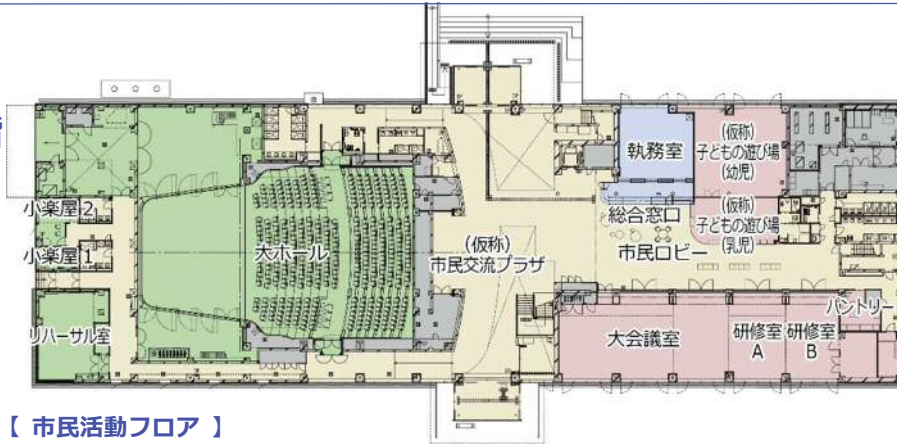 執務室
(仮称)
子どもの遊び場
(幼児)
小楽屋2
総合窓口
(仮称)
子どもの遊び場
(乳児)
小楽屋1
大ホール
(仮称)
市民交流プラザ
市民ロビー
パントリー
リハーサル室
大会議室
研修室
A
研修室
B
【 市民活動フロア 】